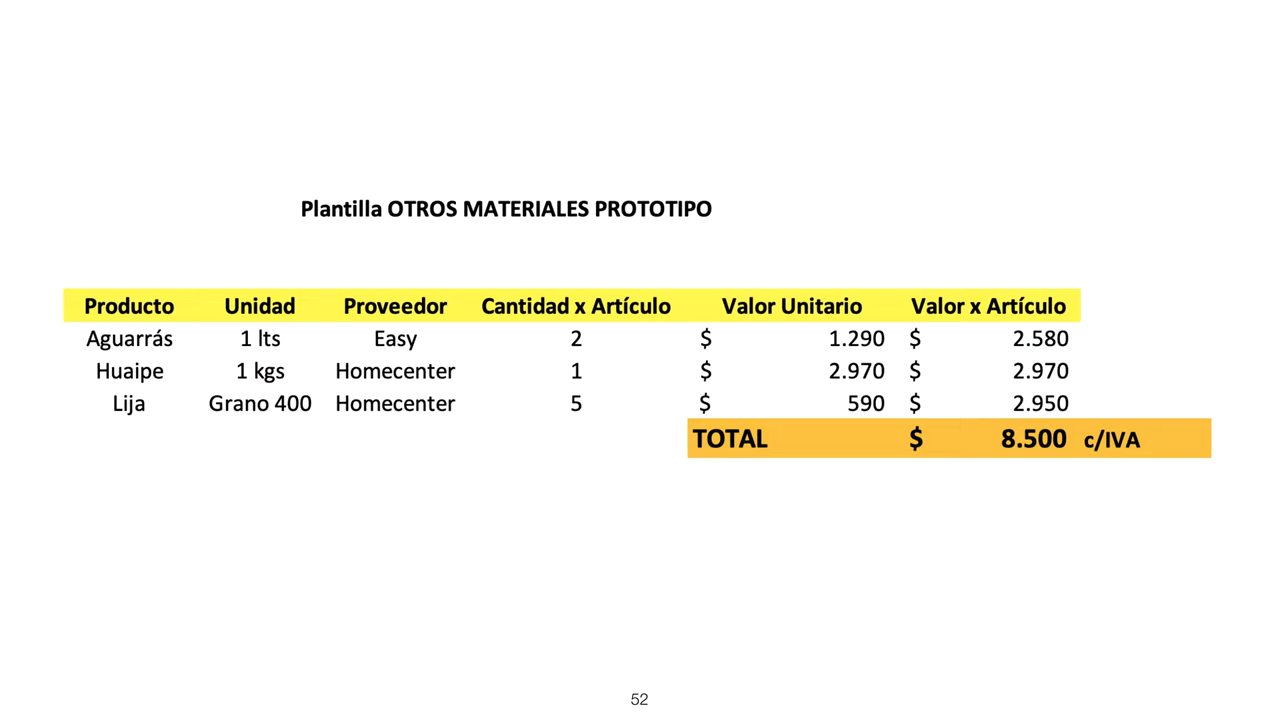 Plantilla OTROS MATERIALES PROTOTIPO
Producto Unidad Proveedor Cantidad x Artículo Valor Unitario Valor x Artículo
Aguarrás 1 lts Easy 2 $ 1.290 $ 2.580
Huaipe 1 kgs Homecenter 1 $ 2.970 $ 2.970
Lija Grano 400 Homecenter 5 $ 590 $ 2.950
TOTAL $ 8.500 c/IVA
52